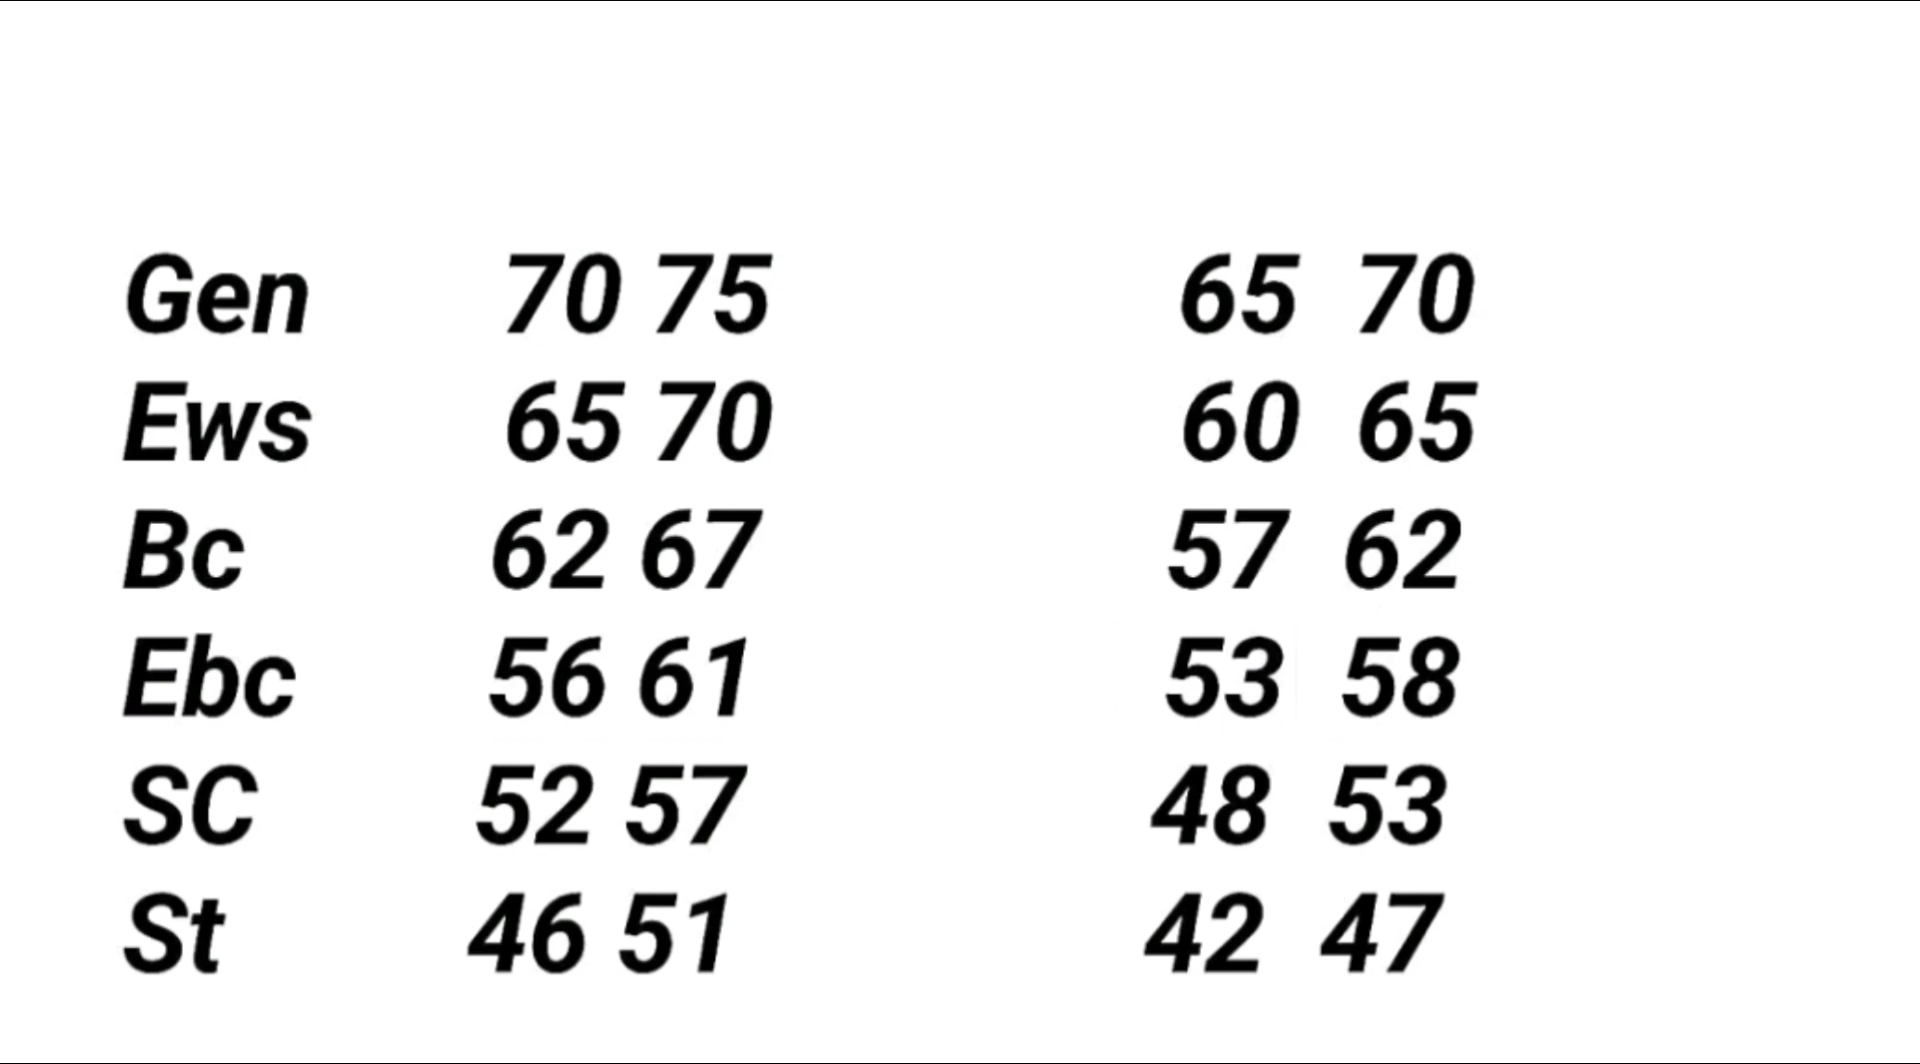 Gen 70 75 65 70
Ews 65 70 60 65
Bc 62 67 57 62
Ebc 56 61 53 58
SC 52 57 48 53
St 46 51 42 47